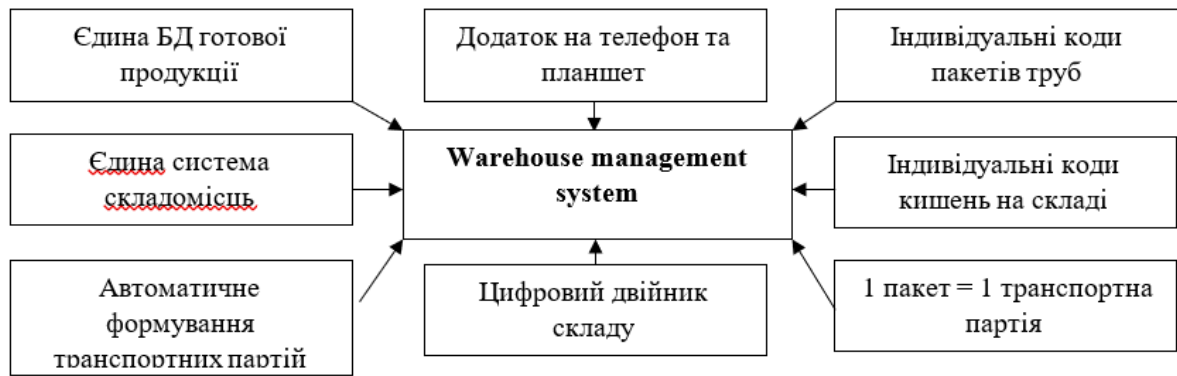 Єдина БД готової
продукції
Додаток на телефон та
планшет
Індивідуальні коди
пакетів труб
Єдина система
складомісць
Warehouse management
system
Індивідуальні коди
кишень на складі
Автоматичне
формування
транспортних партій
Цифровий двійник
складу
1 пакет = 1 транспортна
партія